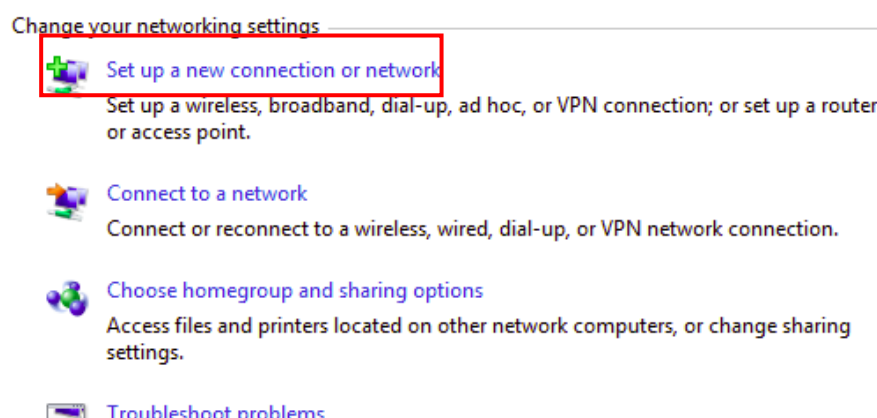 Change your networking settings
Set up a new connection or network
Set up a wireless, broadband, dial-up, ad hoc, or VPN connection; or set up a router
or access point.
Connect to a network
Connect or reconnect to a wireless, wired, dial-up, or VPN network connection.
Choose homegroup and sharing options
Access files and printers located on other network computers, or change sharing
settings.
Troubleshoot problems